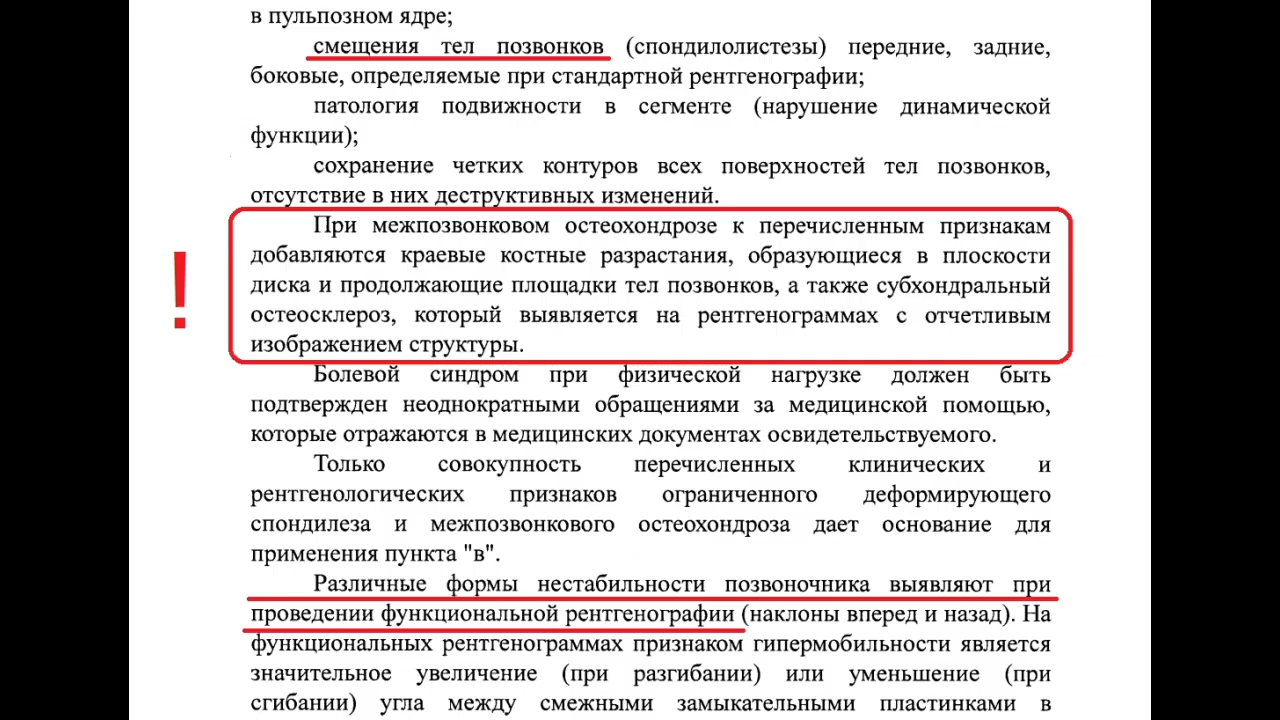 в пульпозном ядре;
смещения тел позвонков (спондилолистезы) передние, задние,
боковые, определяемые при стандартной рентгенографии;
патология подвижности в сегменте (нарушение динамической
функции);
сохранение четких контуров всех поверхностей тел позвонков,
отсутствие в них деструктивных изменений.
При межпозвонковом остеохондрозе к перечисленным признакам
добавляются краевые костные разрастания, образующиеся в плоскости
диска и продолжающие площадки тел позвонков, а также субхондральный
остеосклероз, который выявляется на рентгенограммах с отчетливым
изображением структуры.
!
Болевой синдром при физической нагрузке должен быть
подтвержден неоднократными обращениями за медицинской помощью,
которые отражаются в медицинских документах освидетельствуемого.
Только совокупность перечисленных клинических и
рентгенологических признаков ограниченного деформирующего
спондилеза и межпозвонкового остеохондроза дает основание для
применения пункта "в".
Различные формы нестабильности позвоночника выявляют при
проведении функциональной рентгенографии (наклоны вперед и назад). На
функциональных рентгенограммах признаком гипермобильности является
значительное увеличение (при разгибании) или уменьшение (при
сгибании) угла между смежными замыкательными пластинками в